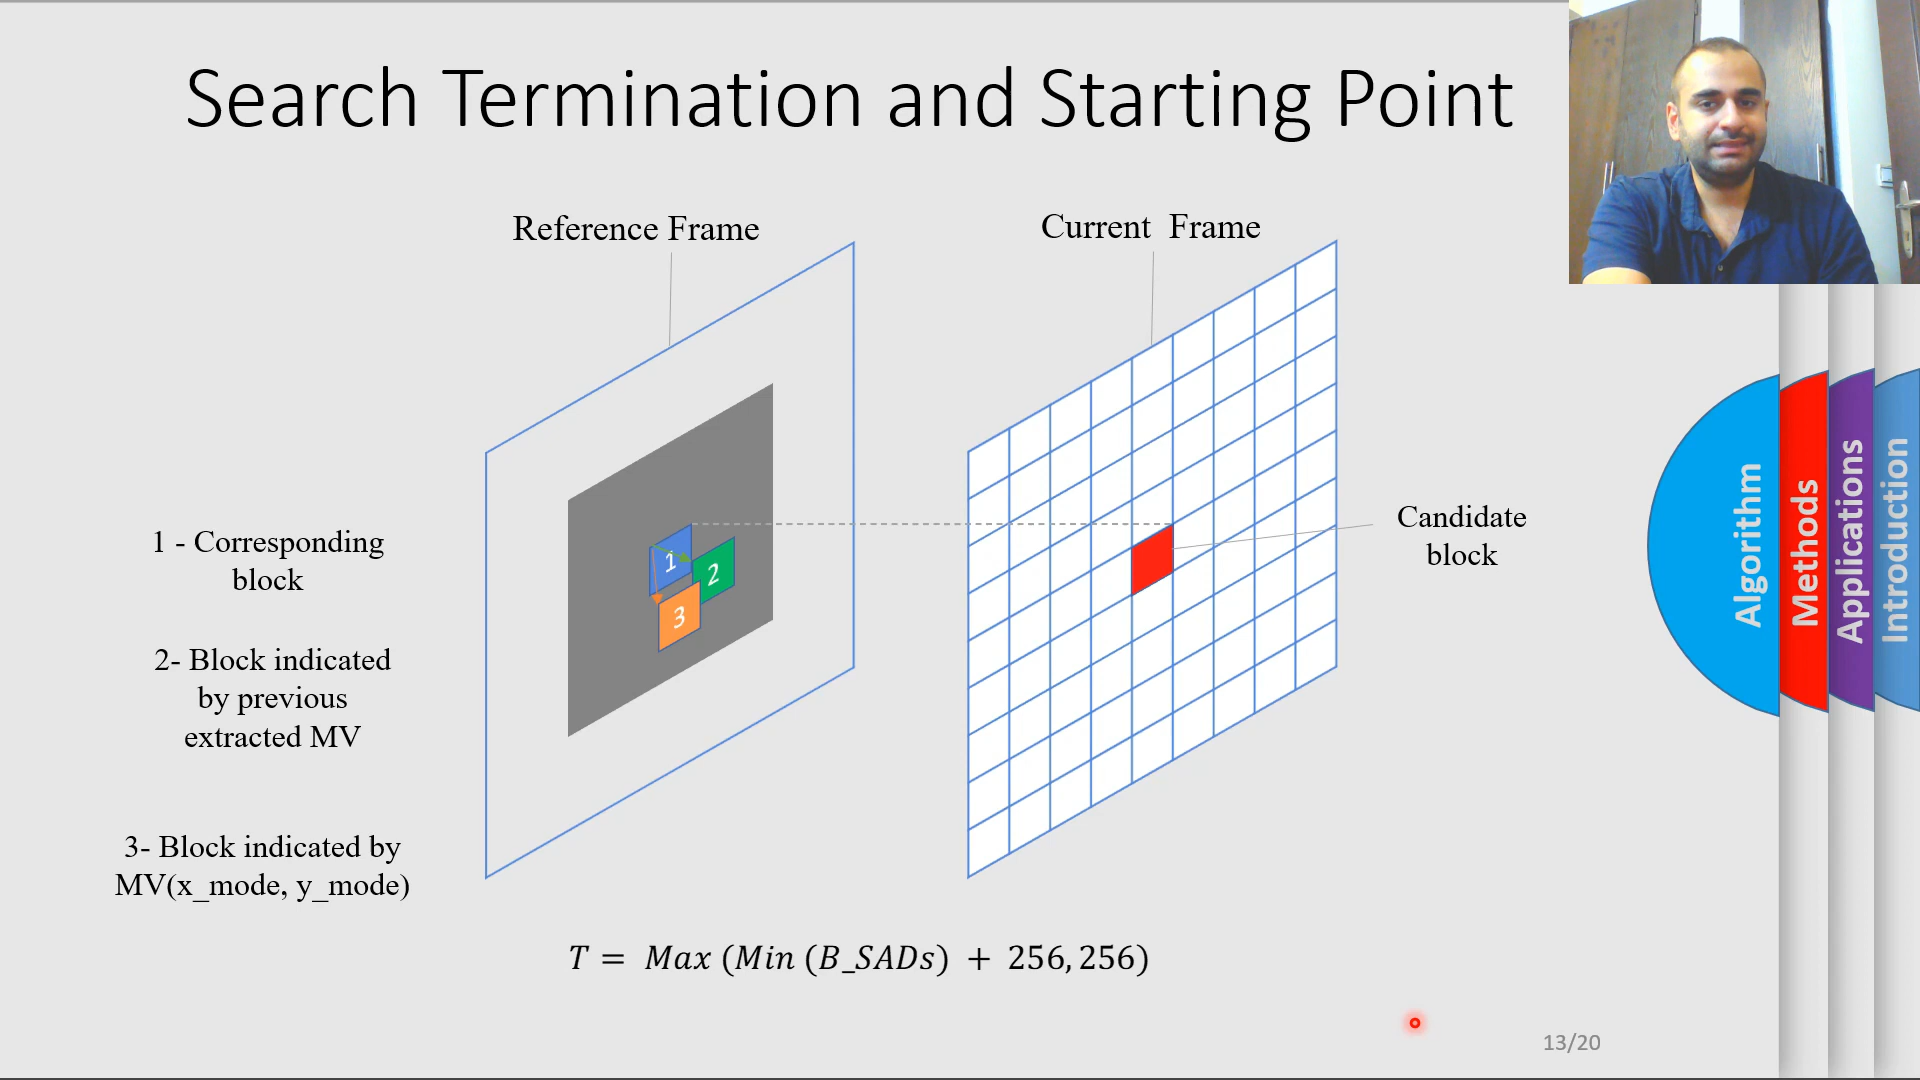 Search Termination and Starting Point
Reference Frame
Current Frame
1 - Corresponding
block
2- Block indicated
by previous
extracted MV
3- Block indicated by
MV(x_mode, y_mode)
1
2
3
Candidate
block
T = Max (Min (B_SADs) + 256, 256)
13/20
Algorithm
Methods
Applications
Introduction